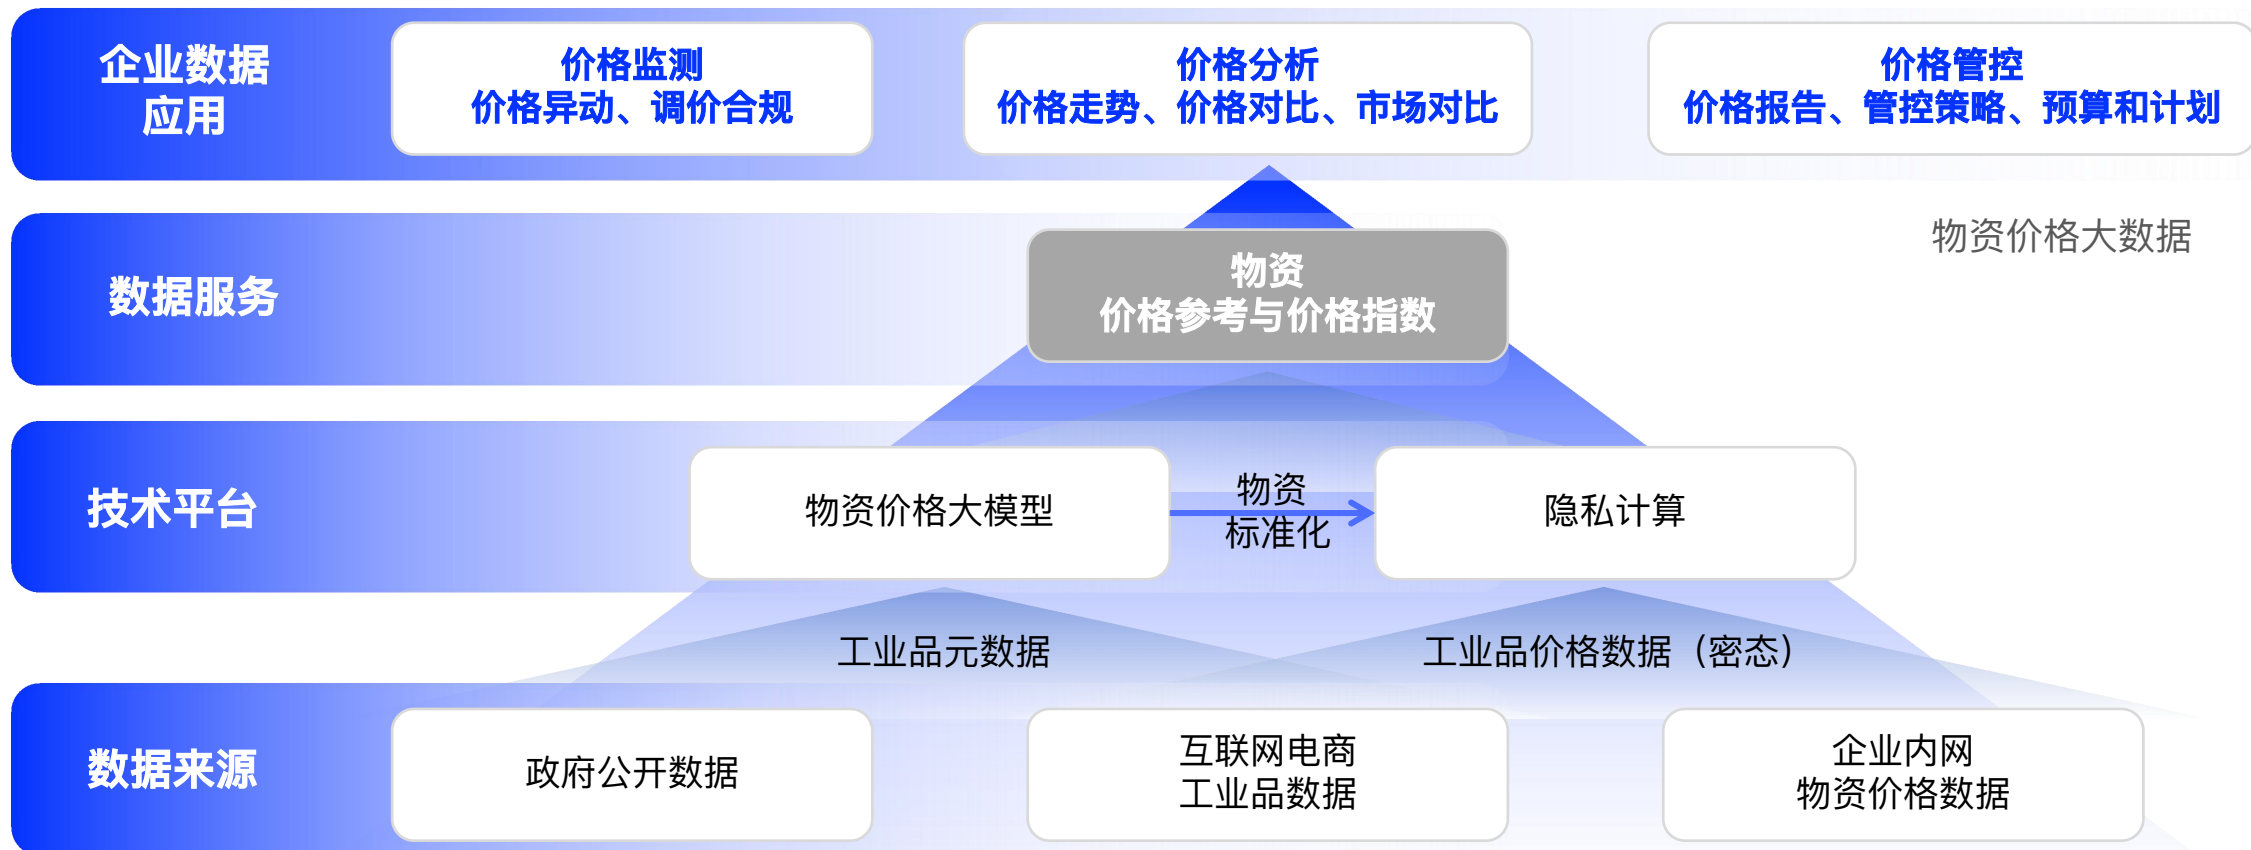 企业数据
应用
价格监测
价格异动、调价合规
价格分析
价格走势、价格对比、市场对比
价格管控
价格报告、管控策略、预算和计划
物资价格大数据
数据服务
物资
价格参考与价格指数
技术平台
物资价格大模型
物资
标准化
隐私计算
工业品元数据
工业品价格数据（密态）
数据来源
政府公开数据
互联网电商
工业品数据
企业内网
物资价格数据